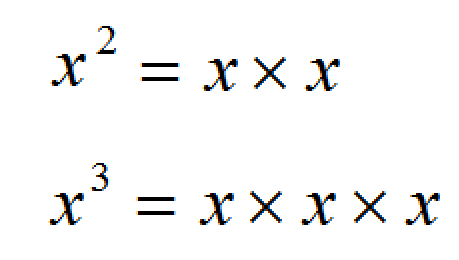 x² = x × x
x³ = x × x × x